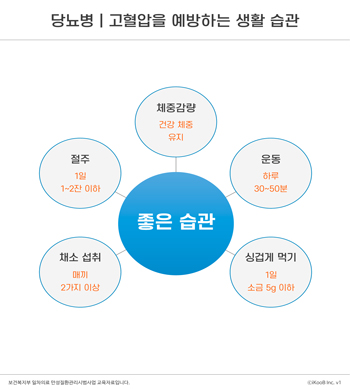 당뇨병 | 고혈압을 예방하는 생활 습관
체중감량
건강 체중
유지
절주
1일
1~2잔 이하
운동
하루
30~50분
좋은 습관
채소 섭취
매끼
2가지 이상
싱겁게 먹기
1일
소금 5g 이하
보건복지부 일차의료 만성질환관리시범사업 교육자료입니다.
ⓒiKooB Inc. v1